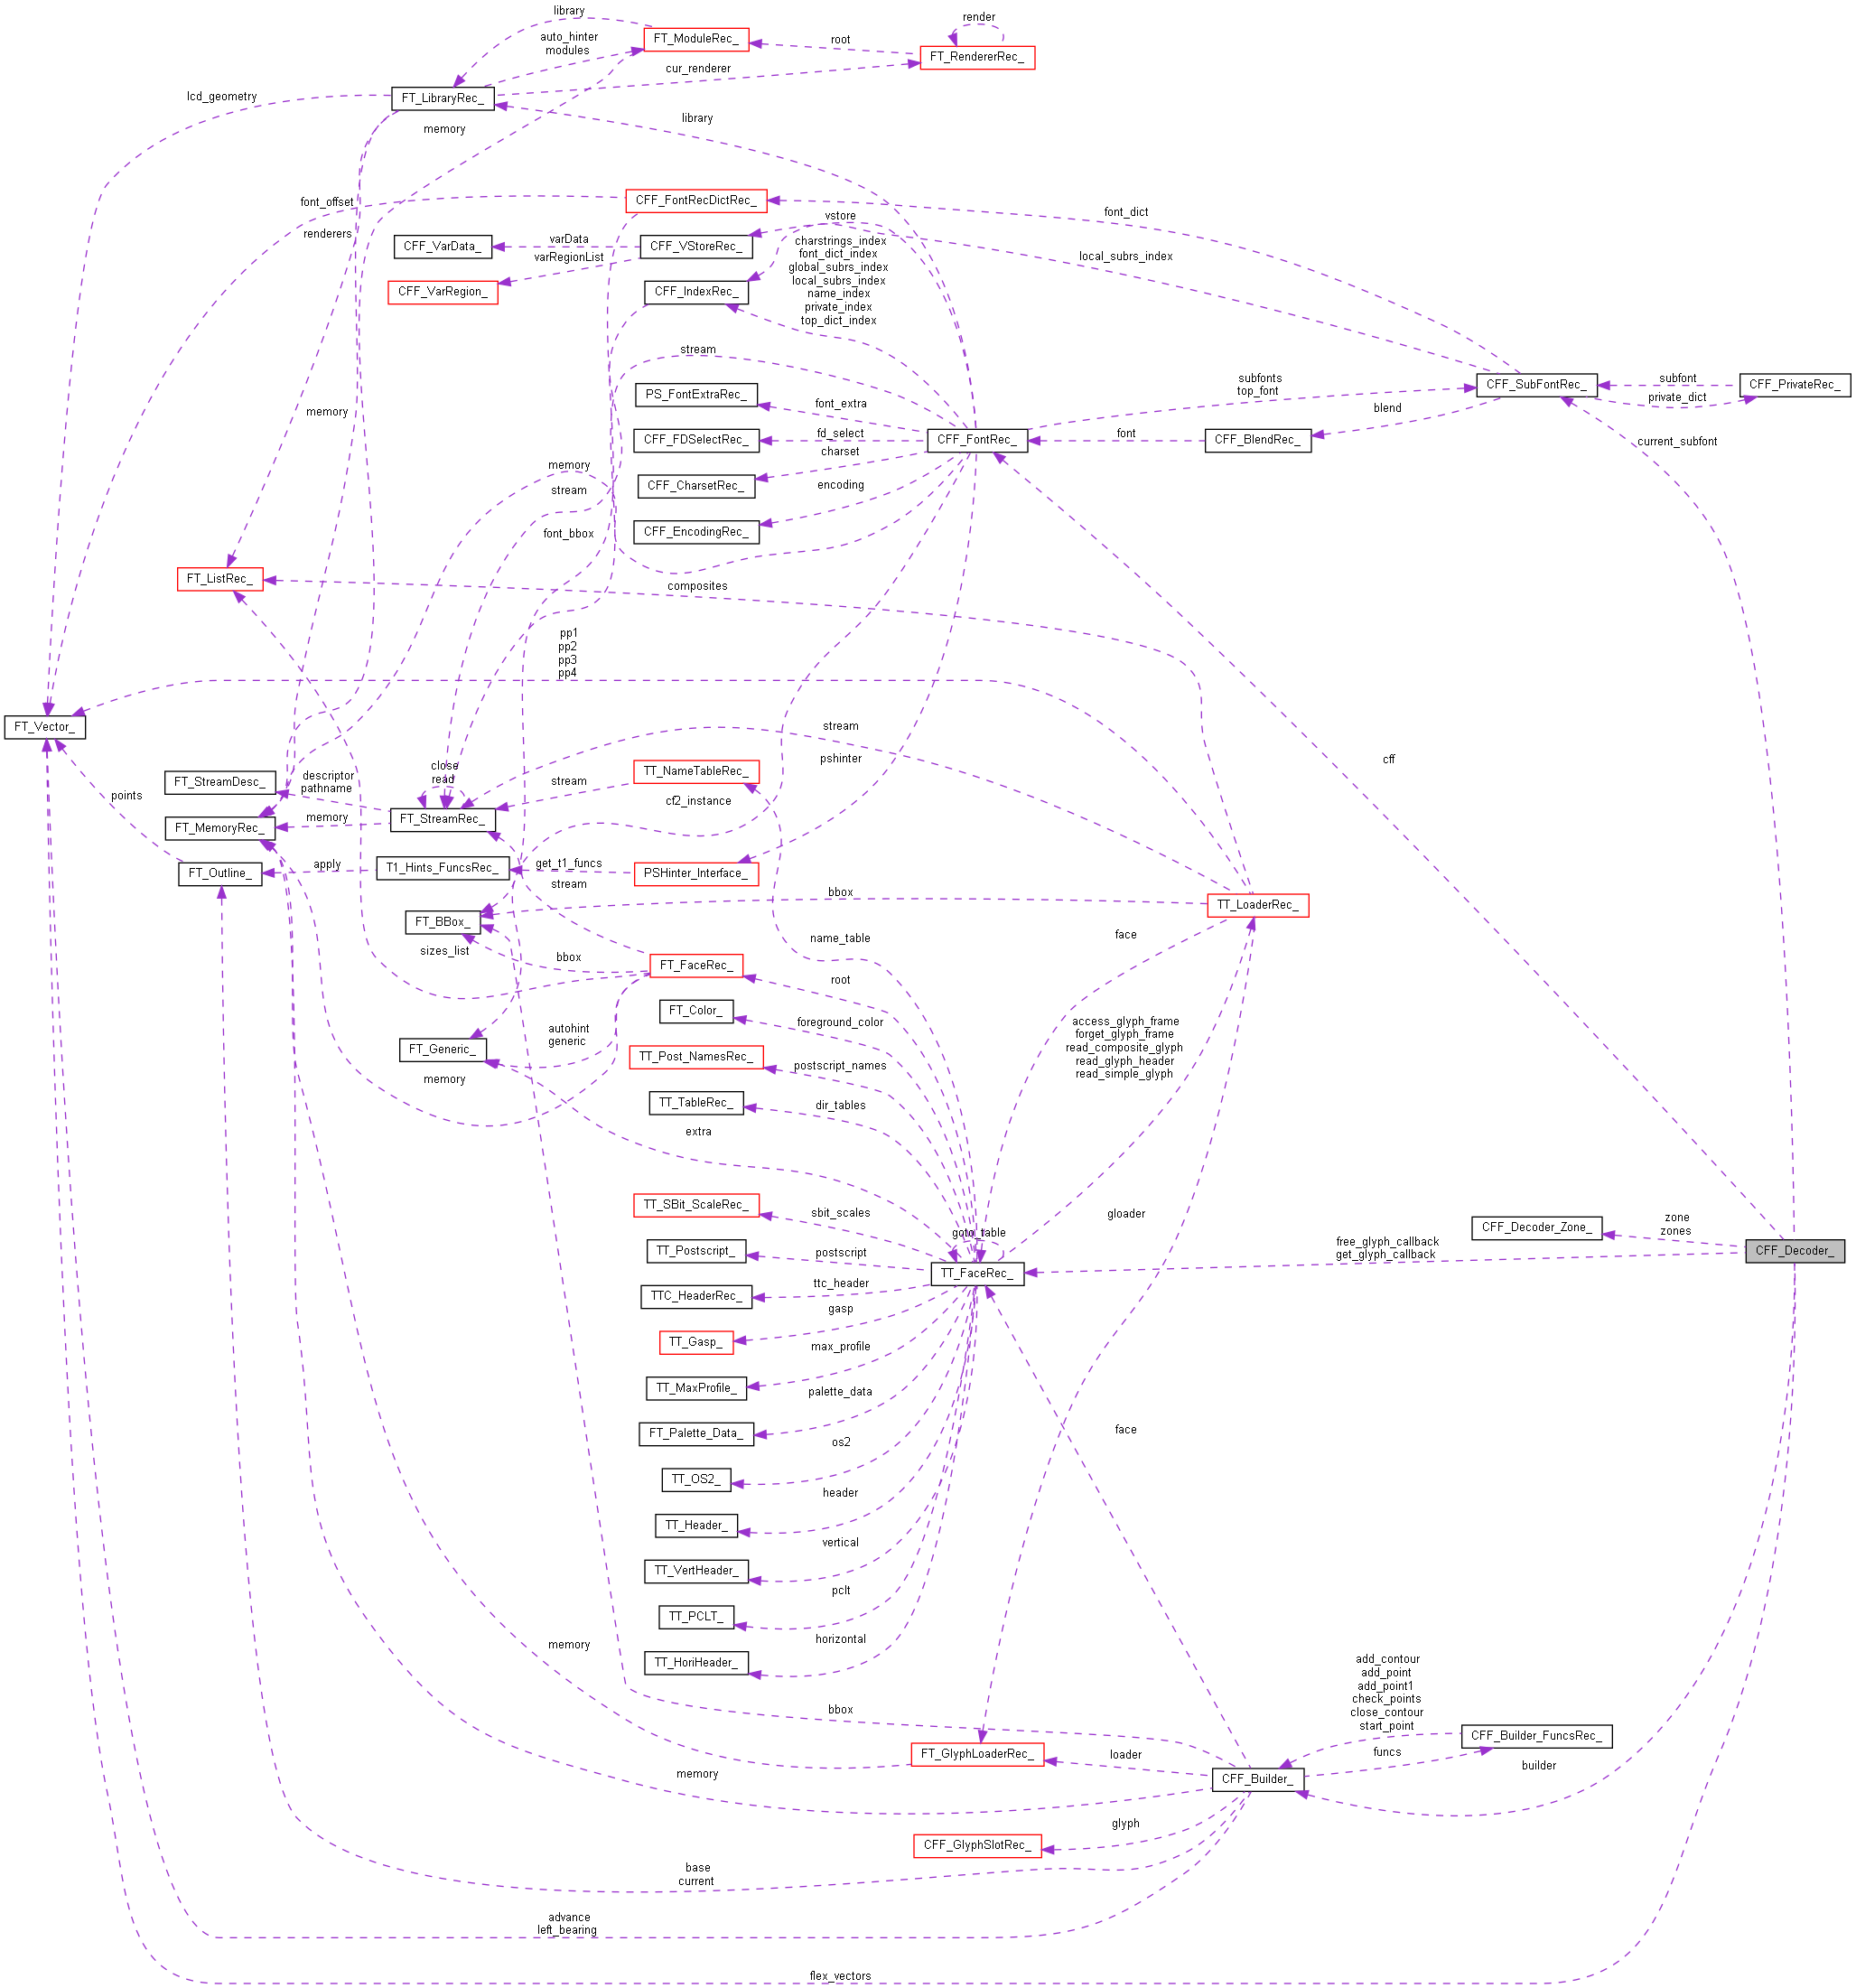 library
render
auto_hinter
modules
FT_ModuleRec_
root
FT_RendererRec_
cur_renderer
lcd_geometry
FT_LibraryRec_
library
memory
font_offset
CFF_FontRecDictRec_
font_dict
vstore
renderers
CFF_VarData_
varData
CFF_VStoreRec_
charstrings_index
font_dict_index
global_subrs_index
local_subrs_index
name_index
private_index
top_dict_index
varRegionList
local_subrs_index
CFF_VarRegion_
CFF_IndexRec_
stream
subfonts
top_font
CFF_SubFontRec_
subfont
CFF_PrivateRec_
private_dict
PS_FontExtraRec_
font_extra
blend
memory
CFF_FDSelectRec_
fd_select
CFF_FontRec_
font
CFF_BlendRec_
current_subfont
charset
memory
stream
CFF_CharsetRec_
encoding
font_bbox
CFF_EncodingRec_
FT_ListRec_
composites
pp1
pp2
pp3
pp4
FT_Vector_
stream
pshinter
cff
FT_StreamDesc_
descriptor
pathname
close
read
stream
TT_NameTableRec_
points
FT_MemoryRec_
memory
FT_StreamRec_
cf2_instance
FT_Outline_
apply
T1_Hints_FuncsRec_
get_t1_funcs
PSHinter_Interface_
stream
bbox
TT_LoaderRec_
FT_BBox_
sizes_list
bbox
FT_FaceRec_
name_table
face
root
FT_Color_
foreground_color
access_glyph_frame
forget_glyph_frame
read_composite_glyph
read_glyph_header
read_simple_glyph
autohint
generic
FT_Generic_
TT_Post_NamesRec_
postscript_names
memory
TT_TableRec_
dir_tables
extra
TT_SBit_ScaleRec_
sbit_scales
gloader
goto_table
CFF_Decoder_Zone_
zone
zones
TT_Postscript_
postscript
free_glyph_callback
get_glyph_callback
CFF_Decoder_
TT_FaceRec_
TTC_HeaderRec_
ttc_header
TT_Gasp_
gasp
max_profile
TT_MaxProfile_
palette_data
FT_Palette_Data_
os2
face
TT_OS2_
header
TT_Header_
vertical
TT_VertHeader_
pclt
TT_PCLT_
horizontal
TT_HoriHeader_
memory
bbox
add_contour
add_point
add_point1
check_points
close_contour
start_point
CFF_Builder_FuncsRec_
FT_GlyphLoaderRec_
loader
funcs
builder
memory
CFF_Builder_
CFF_GlyphSlotRec_
glyph
base
current
advance
left_bearing
flex_vectors